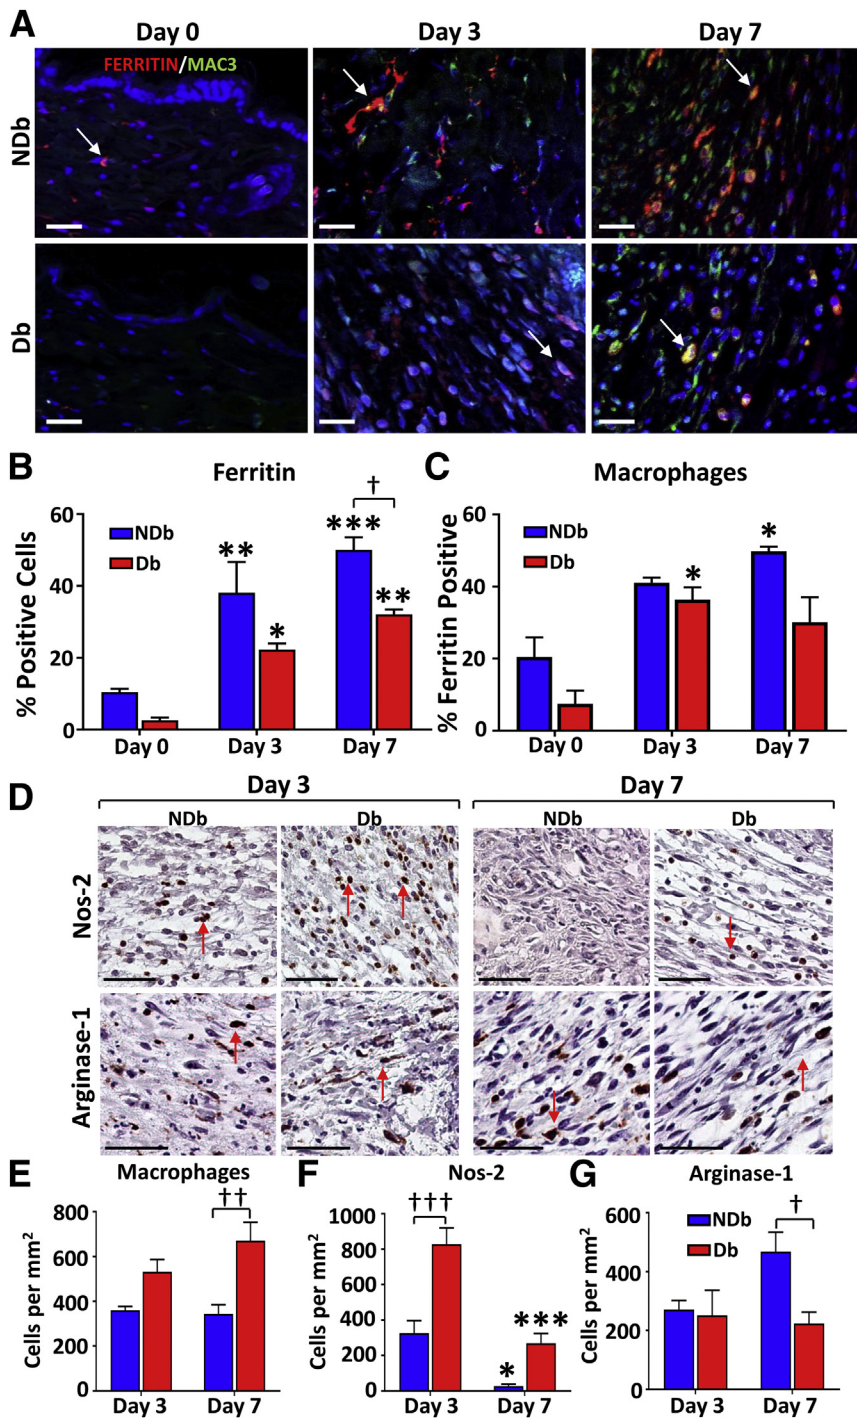 A
Day 0 Day 3 Day 7
FERRITIN/MAC3
NDb
Db
B Ferritin
†
60
40
20
0
% Positive Cells
NDb
Db
** ***
* **
Day 0 Day 3 Day 7
C Macrophages
60
40
20
0
% Ferritin Positive
NDb
Db
* *
Day 0 Day 3 Day 7
D Day 3 Day 7
NDb Db NDb Db
Nos-2
Arginase-1
E Macrophages
††
800
600
400
200
0
Cells per mm²
Day 3 Day 7
F Nos-2
†††
1000
800
600
400
200
0
Cells per mm²
* ***
Day 3 Day 7
G Arginase-1
†
600
400
200
0
Cells per mm²
NDb
Db
Day 3 Day 7